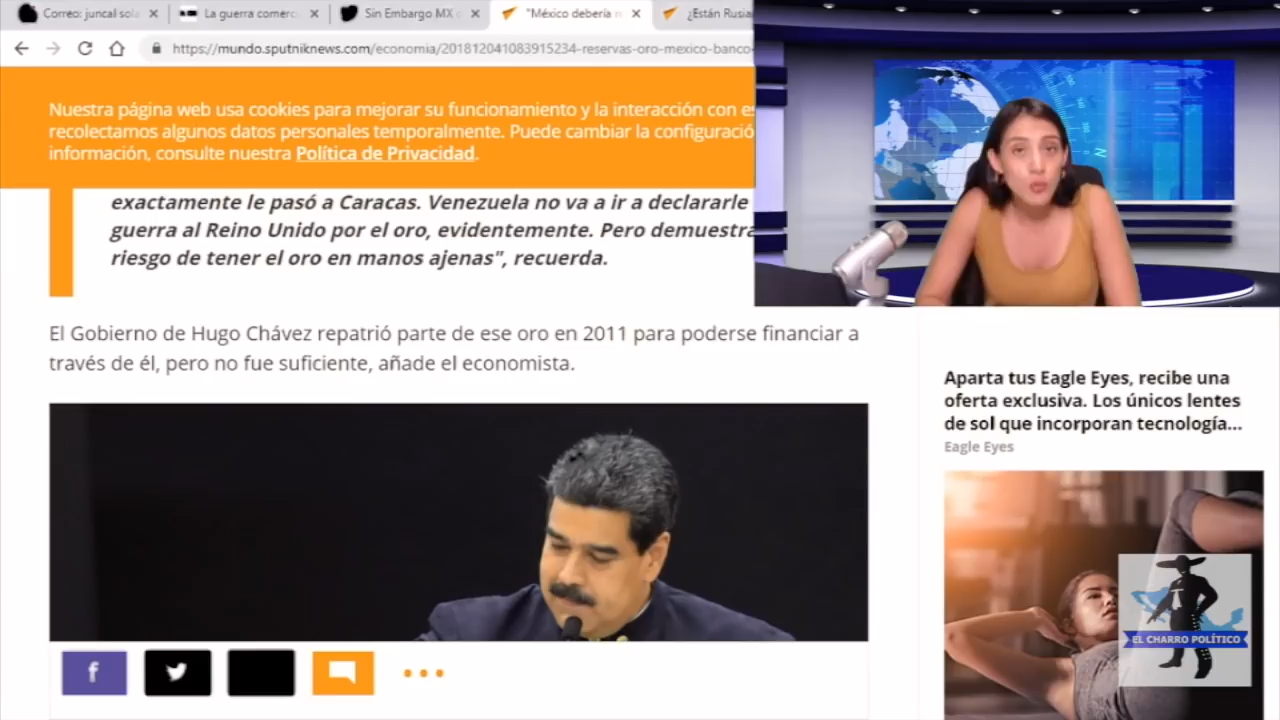 Correo: juncal sol
La guerra comerc
Sin Embargo MX
"México debería
¿Están Rusia
https://mundo.sputniknews.com/economia/201812041083915234-reservas-oro-mexico-banco-
Nuestra página web usa cookies para mejorar su funcionamiento y la interacción con es
recolectamos algunos datos personales temporalmente. Puede cambiar la configuració
información, consulte nuestra Política de Privacidad.
exactamente le pasó a Caracas. Venezuela no va a ir a declararle
guerra al Reino Unido por el oro, evidentemente. Pero demuestra
riesgo de tener el oro en manos ajenas", recuerda.
El Gobierno de Hugo Chávez repatrió parte de ese oro en 2011 para poderse financiar a
través de él, pero no fue suficiente, añade el economista.
Aparta tus Eagle Eyes, recibe una
oferta exclusiva. Los únicos lentes
de sol que incorporan tecnología...
Eagle Eyes
EL CHARRO POLÍTICO